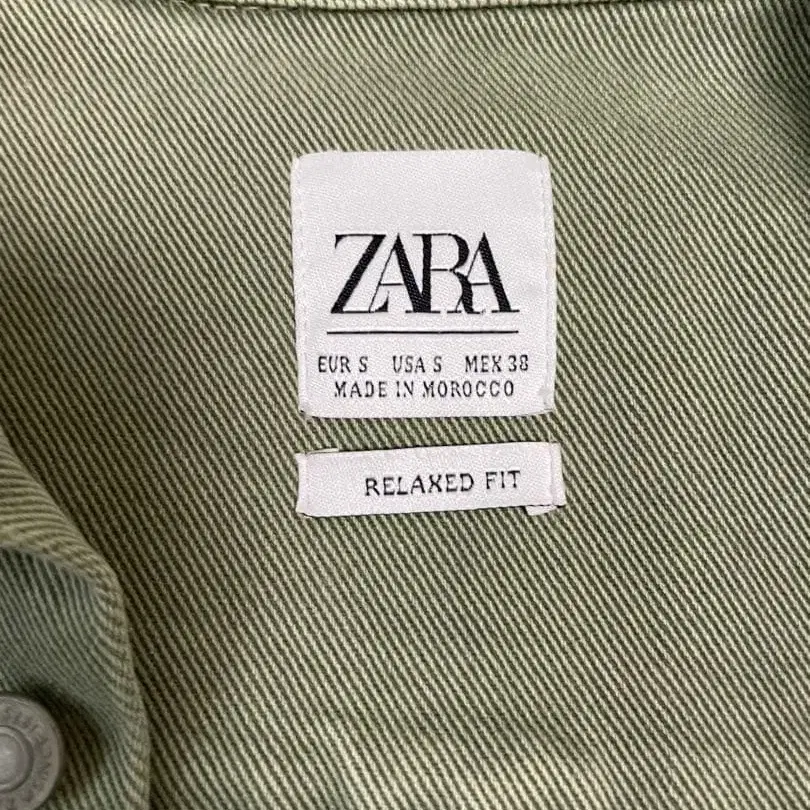 ZARA
EUR S USA S MEX 38
MADE IN MOROCCO
RELAXED FIT